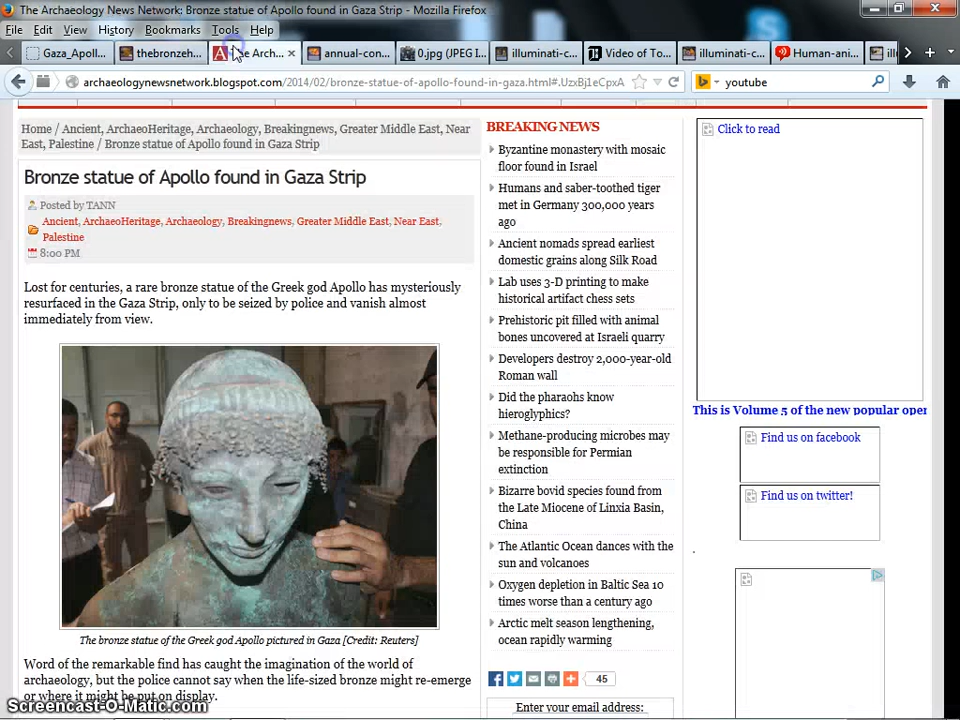 The Archaeology News Network: Bronze statue of Apollo found in Gaza Strip - Mozilla Firefox
File Edit View History Bookmarks Tools Help
Gaza_Apoll... thebronzeh... Arch... annual-con... 0.jpg (JPEG I... illuminati-c... Video of To... illuminati-c... Human-ani...
archaeologynewsnetwork.blogspot.com/2014/02/bronze-statue-of-apollo-found-in-gaza.html#.UzxBj1eCpxA
youtube
Home / Ancient, ArchaeoHeritage, Archaeology, Breakingnews, Greater Middle East, Near
East, Palestine / Bronze statue of Apollo found in Gaza Strip
Bronze statue of Apollo found in Gaza Strip
Posted by TANN
Ancient, ArchaeoHeritage, Archaeology, Breakingnews, Greater Middle East, Near East,
Palestine
8:00 PM
Lost for centuries, a rare bronze statue of the Greek god Apollo has mysteriously
resurfaced in the Gaza Strip, only to be seized by police and vanish almost
immediately from view.
The bronze statue of the Greek god Apollo pictured in Gaza [Credit: Reuters]
Word of the remarkable find has caught the imagination of the world of
archaeology, but the police cannot say when the life-sized bronze might re-emerge
or where it might be put on display.
Screencast-O-Matic.com
BREAKING NEWS
Byzantine monastery with mosaic
floor found in Israel
Humans and saber-toothed tiger
met in Germany 300,000 years
ago
Ancient nomads spread earliest
domestic grains along Silk Road
Lab uses 3-D printing to make
historical artifact chess sets
Prehistoric pit filled with animal
bones uncovered at Israeli quarry
Developers destroy 2,000-year-old
Roman wall
Did the pharaohs know
hieroglyphics?
Methane-producing microbes may
be responsible for Permian
extinction
Bizarre bovid species found from
the Late Miocene of Linxia Basin,
China
The Atlantic Ocean dances with the
sun and volcanoes
Oxygen depletion in Baltic Sea 10
times worse than a century ago
Arctic melt season lengthening,
ocean rapidly warming
45
Enter your email address:
Click to read
This is Volume 5 of the new popular oper
Find us on facebook
Find us on twitter!